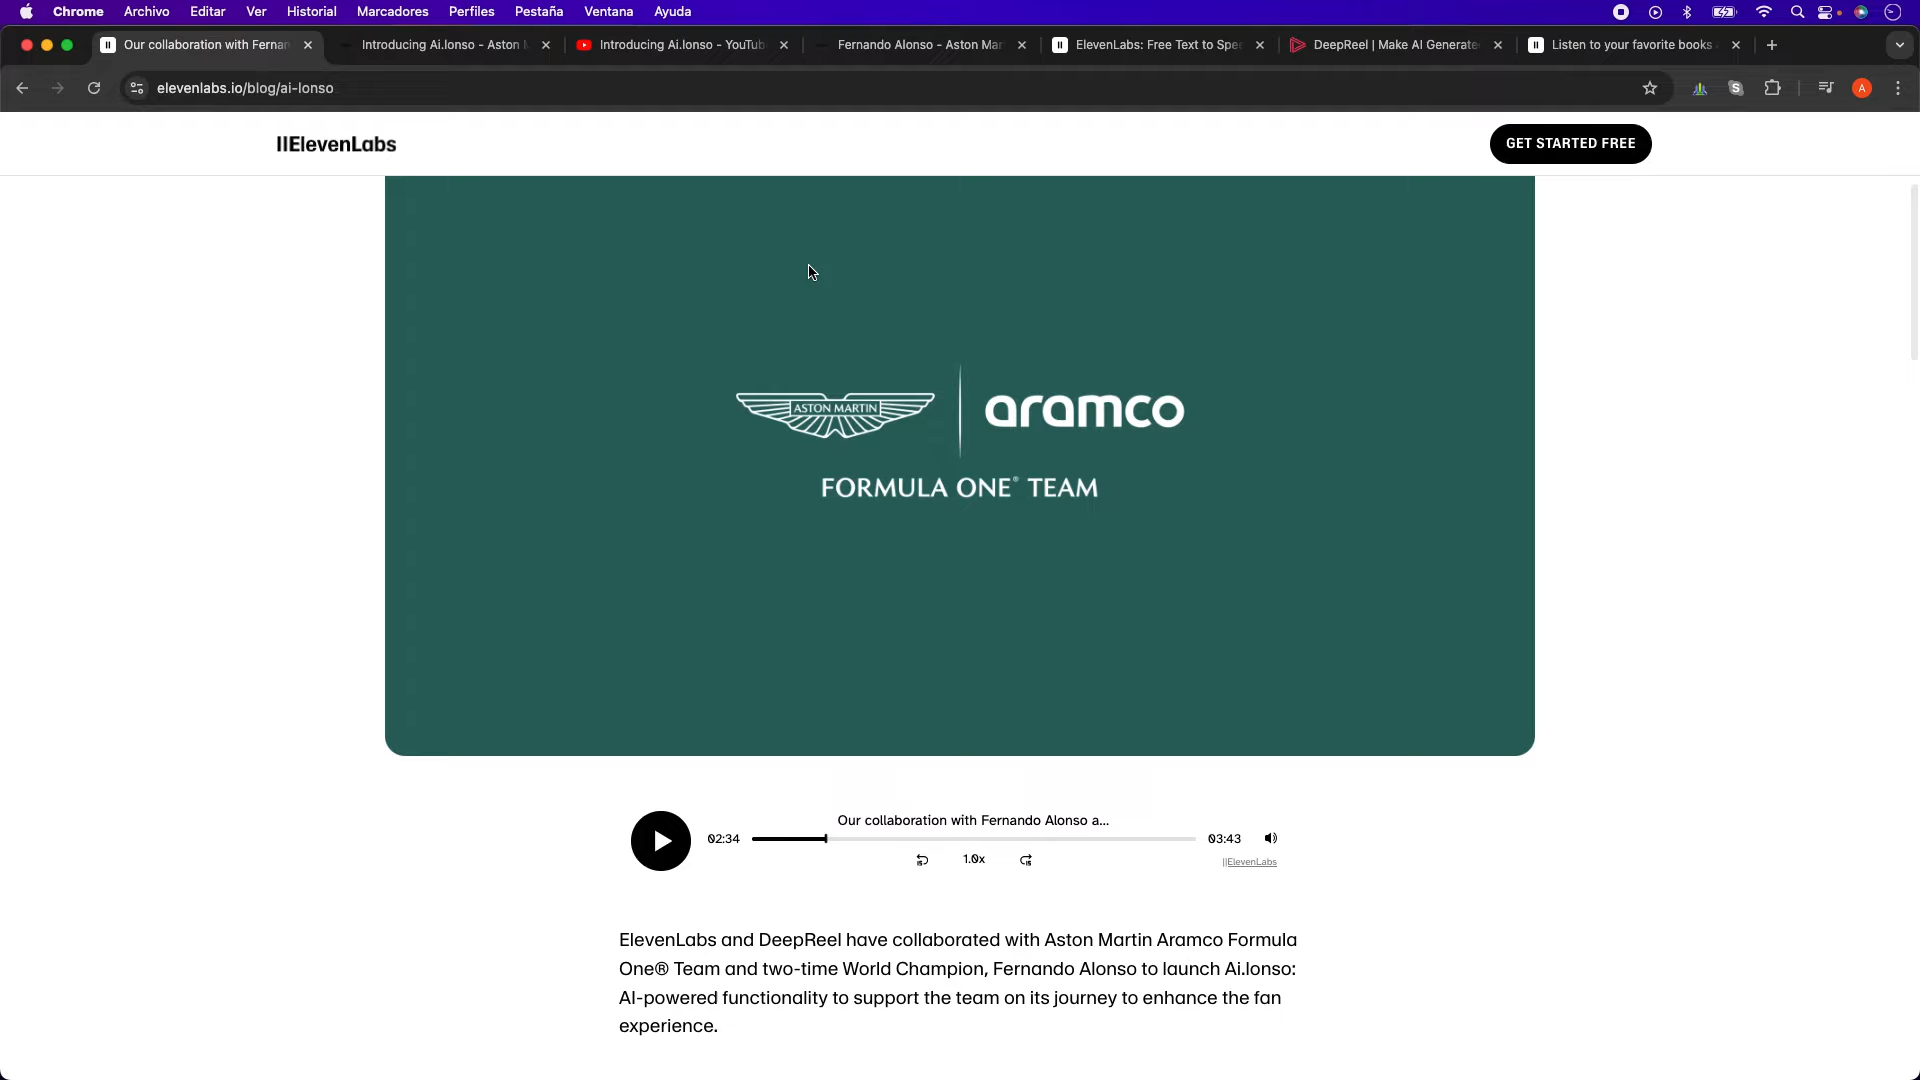 Chrome Archivo Editar Ver Historial Marcadores Perfiles Pestaña Ventana Ayuda
Our collaboration with Fernan
Introducing Ai.lonso - Aston
Introducing Ai.lonso - YouTub
Fernando Alonso - Aston Mar
ElevenLabs: Free Text to Spe
DeepReel | Make AI Generate
Listen to your favorite books
elevenlabs.io/blog/ai-lonso
S
A
IIElevenLabs
GET STARTED FREE
ASTON MARTIN
aramco
FORMULA ONE® TEAM
Our collaboration with Fernando Alonso a...
02:34
03:43
15
1.0x
15
IIElevenLabs
ElevenLabs and DeepReel have collaborated with Aston Martin Aramco Formula
One® Team and two-time World Champion, Fernando Alonso to launch Ai.lonso:
AI-powered functionality to support the team on its journey to enhance the fan
experience.